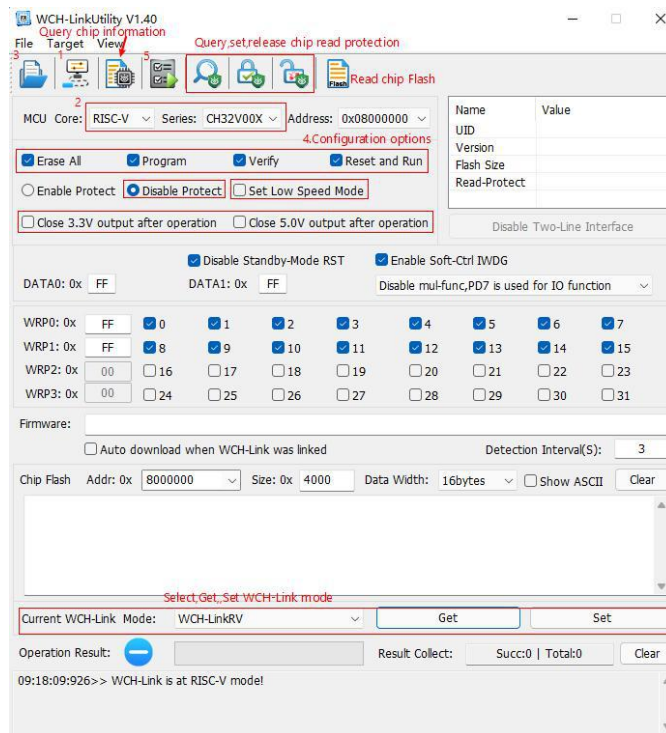 WCH-LinkUtility V1.40
Query chip information
File Target View
Query,set,release chip read protection
3 1 5
Flash
Read chip Flash
2
MCU Core: RISC-V Series: CH32V00X Address: 0x08000000
4.Configuration options
Erase All Program Verify Reset and Run
Enable Protect Disable Protect Set Low Speed Mode
Close 3.3V output after operation Close 5.0V output after operation
Name Value
UID
Version
Flash Size
Read-Protect
Disable Two-Line Interface
Disable Standby-Mode RST Enable Soft-Ctrl IWDG
DATA0: 0x FF DATA1: 0x FF Disable mul-func,PD7 is used for IO function
WRP0: 0x FF 0 1 2 3 4 5 6 7
WRP1: 0x FF 8 9 10 11 12 13 14 15
WRP2: 0x 00 16 17 18 19 20 21 22 23
WRP3: 0x 00 24 25 26 27 28 29 30 31
Firmware:
Auto download when WCH-Link was linked Detection Interval(S): 3
Chip Flash Addr: 0x 8000000 Size: 0x 4000 Data Width: 16bytes Show ASCII Clear
Select,Get,,Set WCH-Link mode
Current WCH-Link Mode: WCH-LinkRV Get Set
Operation Result: Result Collect: Succ:0 | Total:0 Clear
09:18:09:926>> WCH-Link is at RISC-V mode!